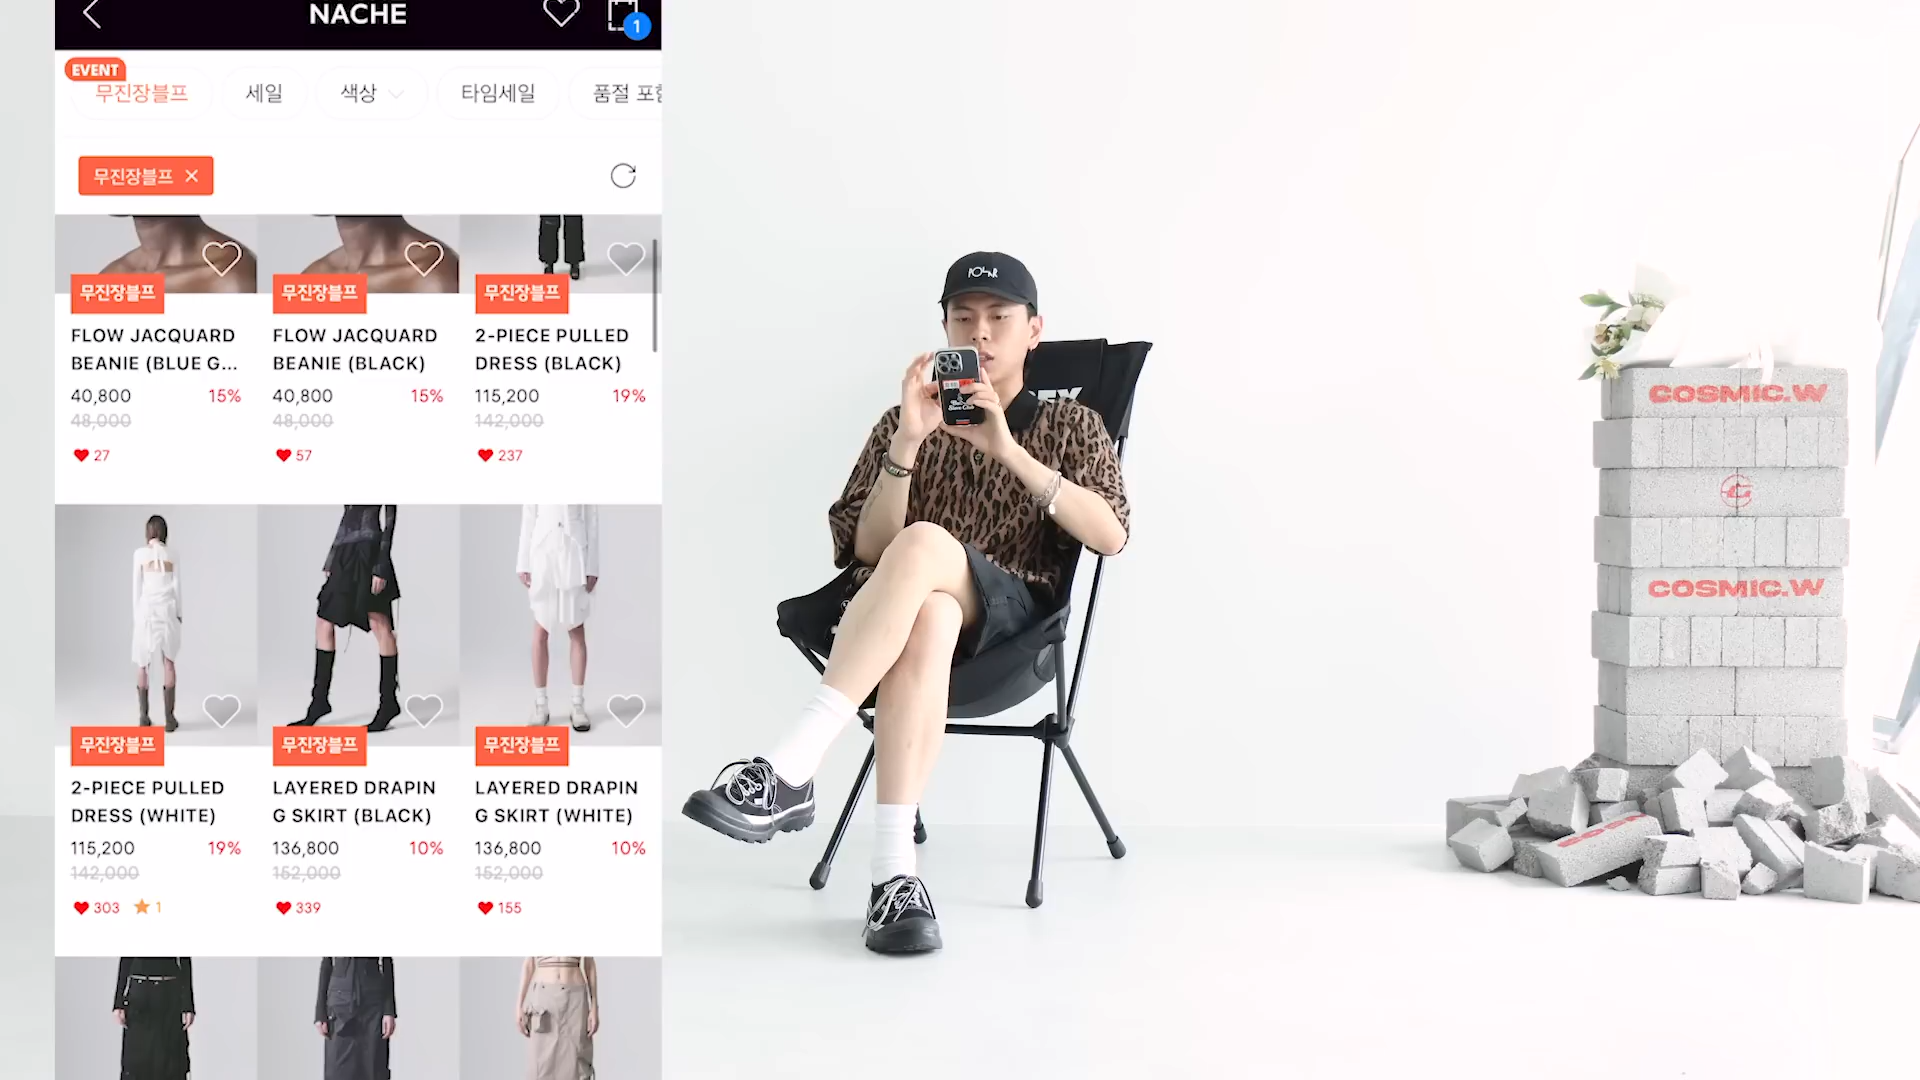 NACHE
1
EVENT
무진장블프
세일
색상
타임세일
품절 포함
무진장블프 ×
무진장블프
무진장블프
무진장블프
FLOW JACQUARD
BEANIE (BLUE G...
40,800 15%
48,000
27
FLOW JACQUARD
BEANIE (BLACK)
40,800 15%
48,000
57
2-PIECE PULLED
DRESS (BLACK)
115,200 19%
142,000
237
무진장블프
무진장블프
무진장블프
2-PIECE PULLED
DRESS (WHITE)
115,200 19%
142,000
303 1
LAYERED DRAPIN
G SKIRT (BLACK)
136,800 10%
152,000
339
LAYERED DRAPIN
G SKIRT (WHITE)
136,800 10%
152,000
155
POLAR
COSMIC.W
COSMIC.W